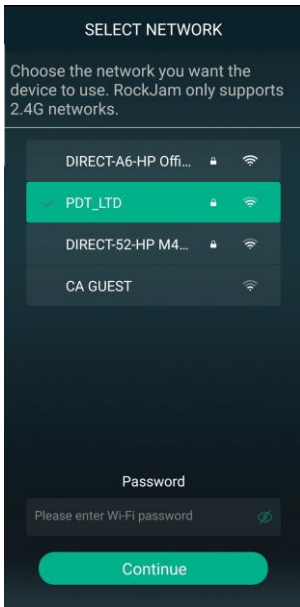 SELECT NETWORK
Choose the network you want the
device to use. RockJam only supports
2.4G networks.
DIRECT-A6-HP Offi...
PDT_LTD
DIRECT-52-HP M4...
CA GUEST
Password
Please enter Wi-Fi password
Continue